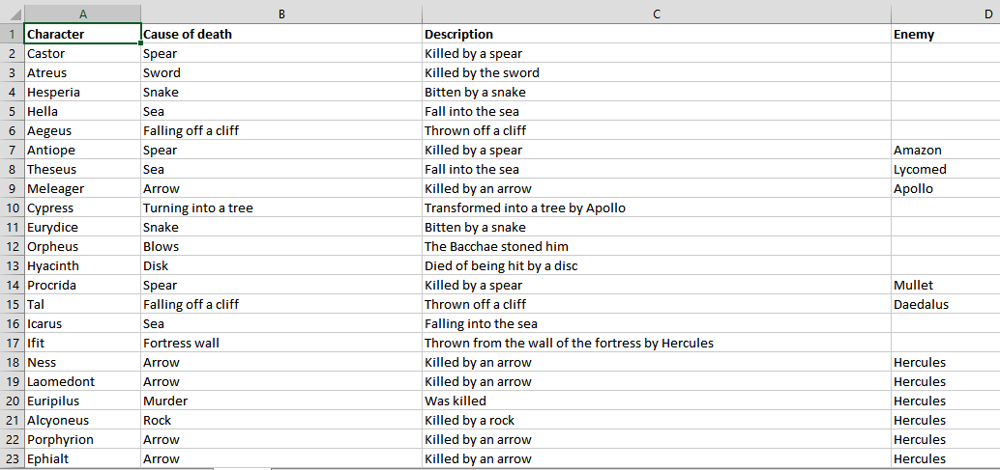 A B C D
1 Character Cause of death Description Enemy
2 Castor Spear Killed by a spear
3 Atreus Sword Killed by the sword
4 Hesperia Snake Bitten by a snake
5 Hella Sea Fall into the sea
6 Aegeus Falling off a cliff Thrown off a cliff
7 Antiope Spear Killed by a spear Amazon
8 Theseus Sea Fall into the sea Lycomed
9 Meleager Arrow Killed by an arrow Apollo
10 Cypress Turning into a tree Transformed into a tree by Apollo
11 Eurydice Snake Bitten by a snake
12 Orpheus Blows The Bacchae stoned him
13 Hyacinth Disk Died of being hit by a disc
14 Procrida Spear Killed by a spear Mullet
15 Tal Falling off a cliff Thrown off a cliff Daedalus
16 Icarus Sea Falling into the sea
17 Ifit Fortress wall Thrown from the wall of the fortress by Hercules
18 Ness Arrow Killed by an arrow Hercules
19 Laomedont Arrow Killed by an arrow Hercules
20 Euripilus Murder Was killed Hercules
21 Alcyoneus Rock Killed by a rock Hercules
22 Porphyrion Arrow Killed by an arrow Hercules
23 Ephialt Arrow Killed by an arrow Hercules